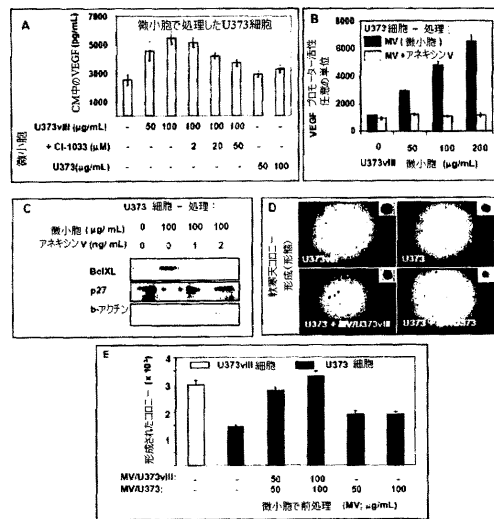 A
微小胞で処理したU373細胞
CM中のVEGF (pg/mL)
9000
7000
5000
3000
微小胞
U373vIII (μg/mL) - 50 100 100 100 100 - -
+ CI-1033 (μM) - - - 2 20 50 - -
U373(μg/mL) - - - - - - 50 100
B
U373 細胞 – 処理:
MV (微小胞)
MV +アネキシン V
VEGF プロモーター活性
任意の単位
8000
6000
4000
2000
0
0 50 100 200
U373vIII 微小胞 (μg/mL)
C
U373 細胞 – 処理:
微小胞 (μg/ mL) 0 100 100 100
アネキシン V (ng/ mL) 0 0 1 2
BclXL
p27
b-アクチン
D
軟寒天コロニー
形成 (形態)
U373vIII
U373
U373 + MV/U373vIII
E
U373vIII 細胞
U373 細胞
形成されたコロニー (x 10³)
4
3
2
1
MV/U373vIII: - - 50 100 - -
MV/U373: - - 50 100 50 100
微小胞で前処理 (MV; μg/mL)